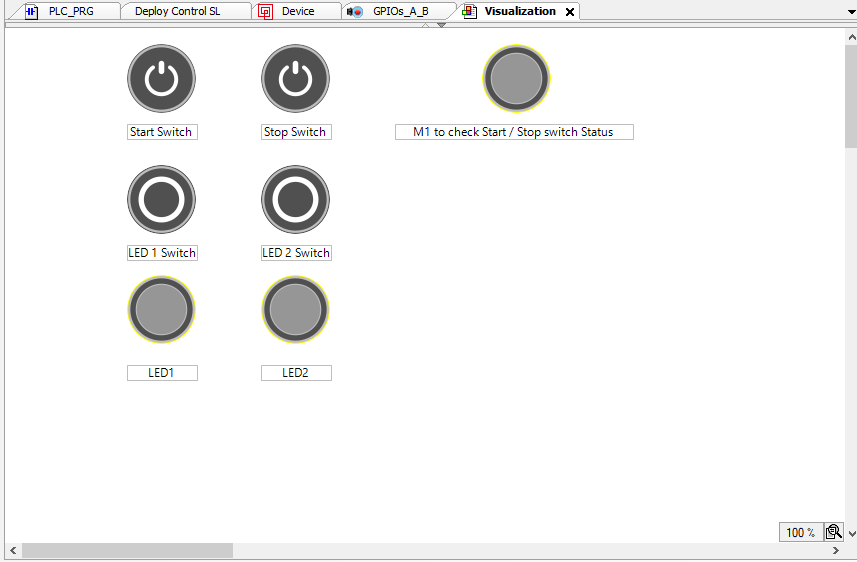 PLC_PRG
Deploy Control SL
Device
GPIOs_A_B
Visualization
Start Switch
Stop Switch
M1 to check Start / Stop switch Status
LED 1 Switch
LED 2 Switch
LED1
LED2
100 %